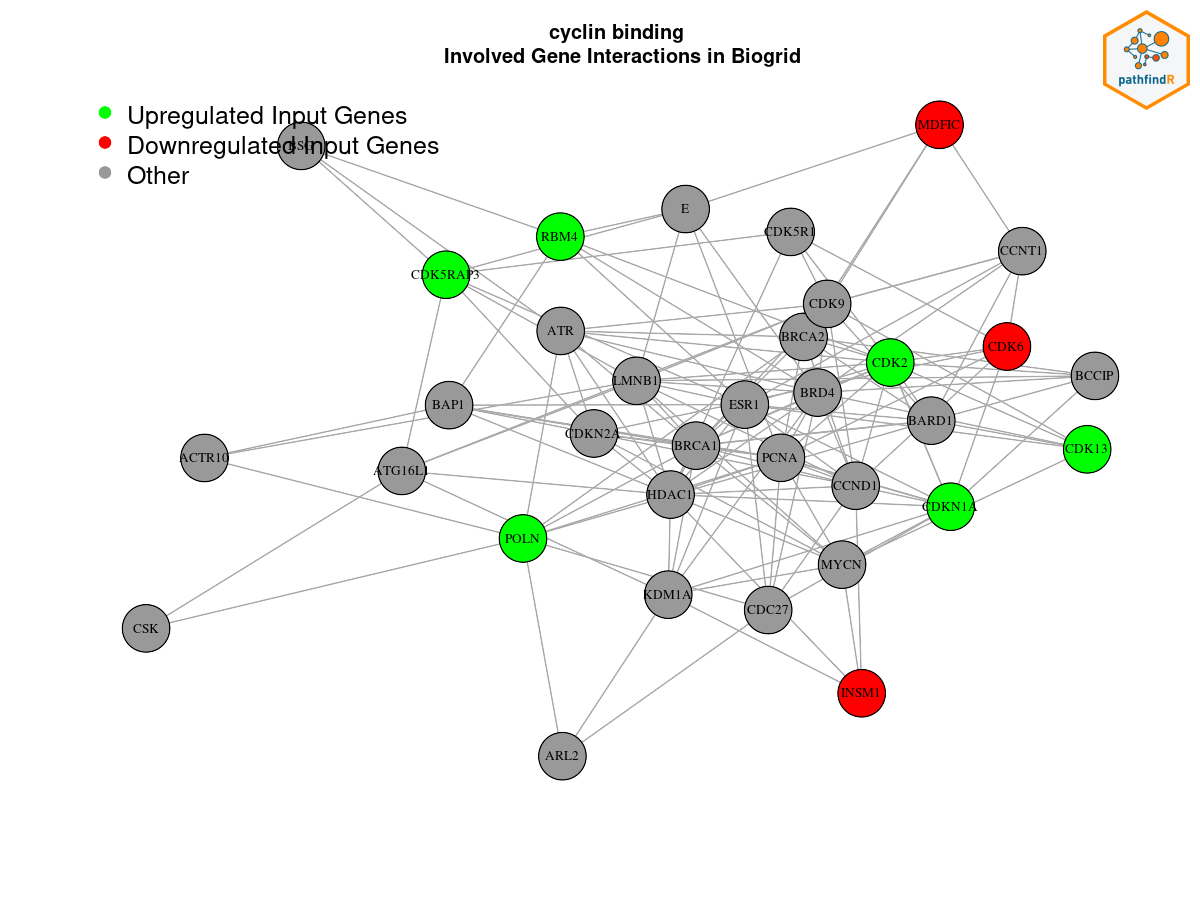 cyclin binding
Involved Gene Interactions in Biogrid
pathfindR
Upregulated Input Genes
Downregulated Input Genes
Other
MDFIC
E
RBM4
CDK5R1
CCNT1
CDK5RAP3
CDK9
ATR
BRCA2
CDK6
CDK2
BCCIP
LMNB1
BRD4
BAP1
ESR1
BARD1
CDKN2A
BRCA1
CDK13
ACTR10
PCNA
ATG16L1
CCND1
HDAC1
CDKN1A
POLN
MYCN
KDM1A
CDC27
CSK
INSM1
ARL2